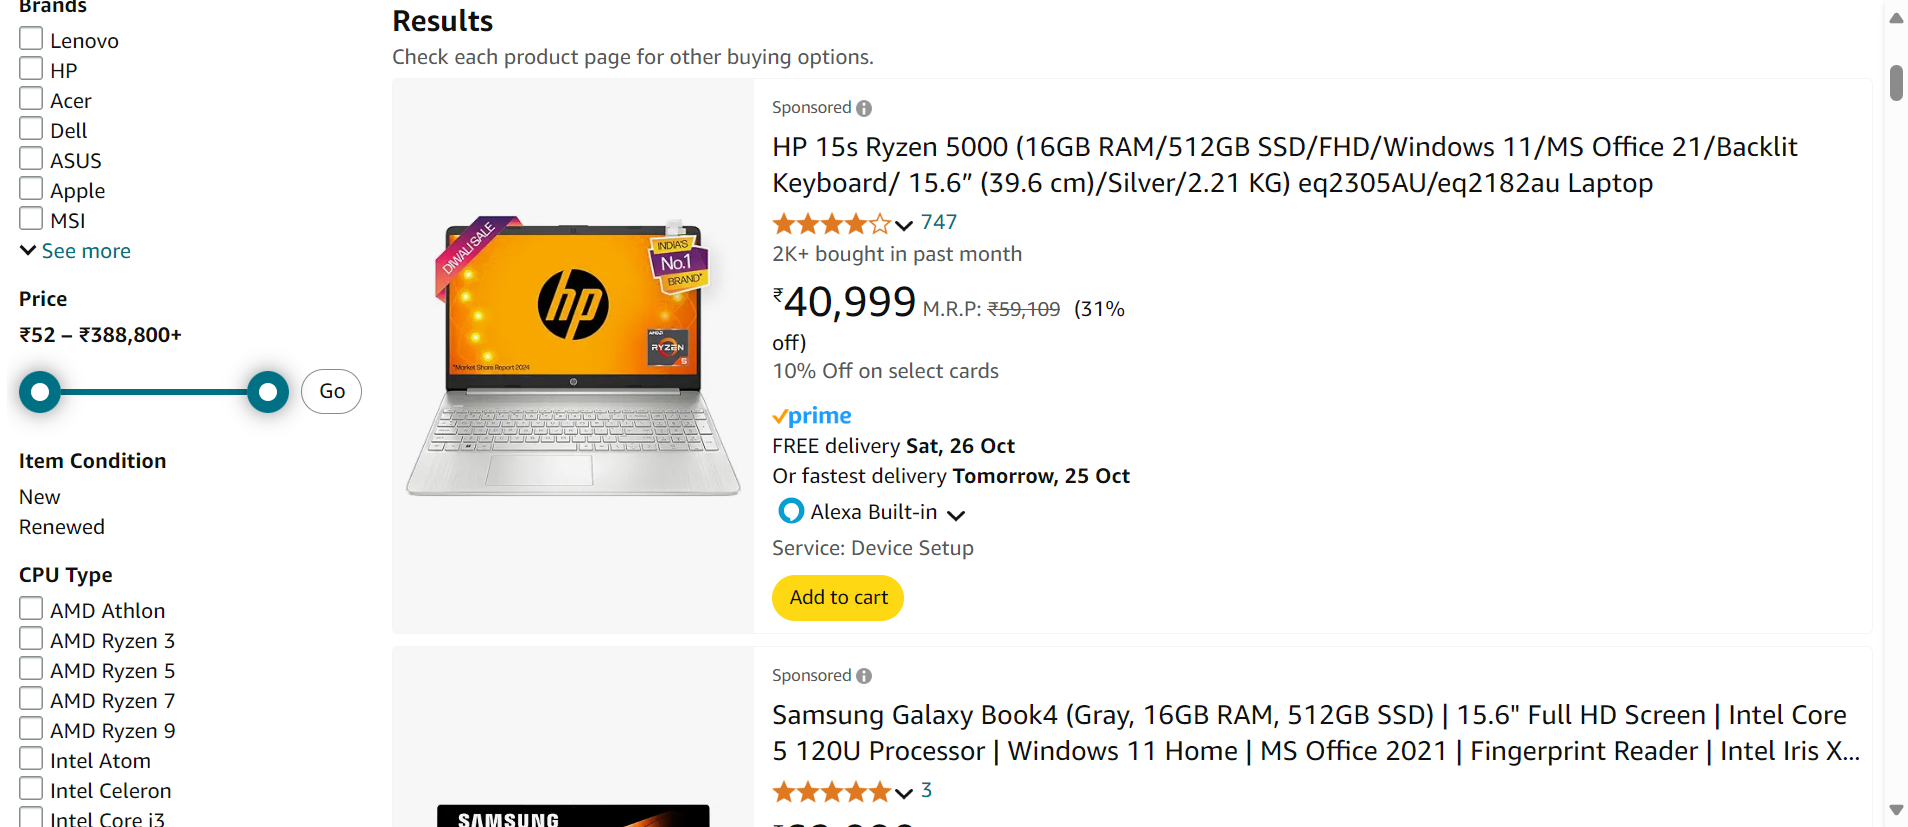 Brands
Lenovo
HP
Acer
Dell
ASUS
Apple
MSI
See more
Price
₹52 – ₹388,800+
Go
Item Condition
New
Renewed
CPU Type
AMD Athlon
AMD Ryzen 3
AMD Ryzen 5
AMD Ryzen 7
AMD Ryzen 9
Intel Atom
Intel Celeron
Intel Core i3
Results
Check each product page for other buying options.
DIWALI SALE
INDIA'S
No.1
BRAND*
hp
AMD
RYZEN
5
*Market Share Report 2024
Sponsored
HP 15s Ryzen 5000 (16GB RAM/512GB SSD/FHD/Windows 11/MS Office 21/Backlit
Keyboard/ 15.6” (39.6 cm)/Silver/2.21 KG) eq2305AU/eq2182au Laptop
747
2K+ bought in past month
₹40,999 M.R.P: ₹59,109 (31%
off)
10% Off on select cards
prime
FREE delivery Sat, 26 Oct
Or fastest delivery Tomorrow, 25 Oct
Alexa Built-in
Service: Device Setup
Add to cart
SAMSUNG
Sponsored
Samsung Galaxy Book4 (Gray, 16GB RAM, 512GB SSD) | 15.6" Full HD Screen | Intel Core
5 120U Processor | Windows 11 Home | MS Office 2021 | Fingerprint Reader | Intel Iris X...
3